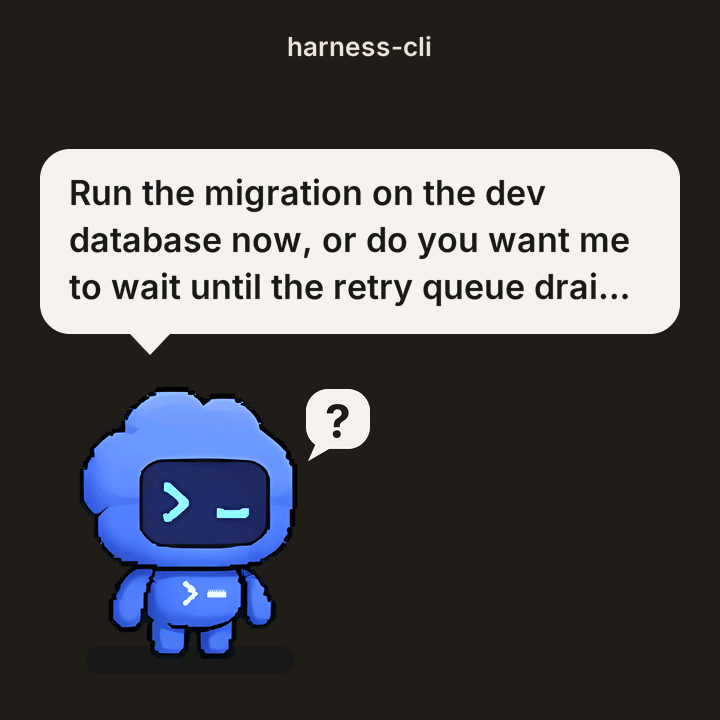 harness-cli
Run the migration on the dev
database now, or do you want me
to wait until the retry queue drai...
?
>_
>-